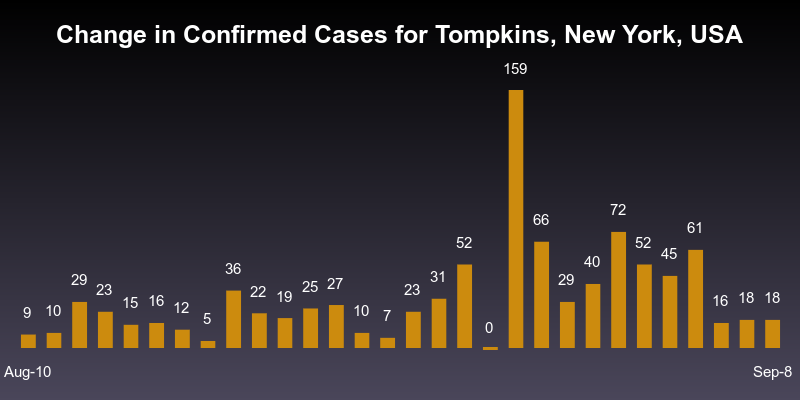 Change in Confirmed Cases for Tompkins, New York, USA
9 10 29 23 15 16 12 5 36 22 19 25 27 10 7 23 31 52 0 159 66 29 40 72 52 45 61 16 18 18
Aug-10 Sep-8